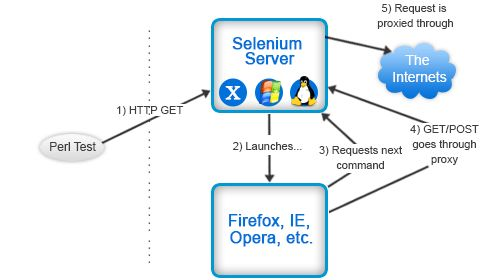 5) Request is
proxied through
Selenium
Server
The
Internets
X
1) HTTP GET
Perl Test
2) Launches...
3) Requests next
command
4) GET/POST
goes through
proxy
Firefox, IE,
Opera, etc.